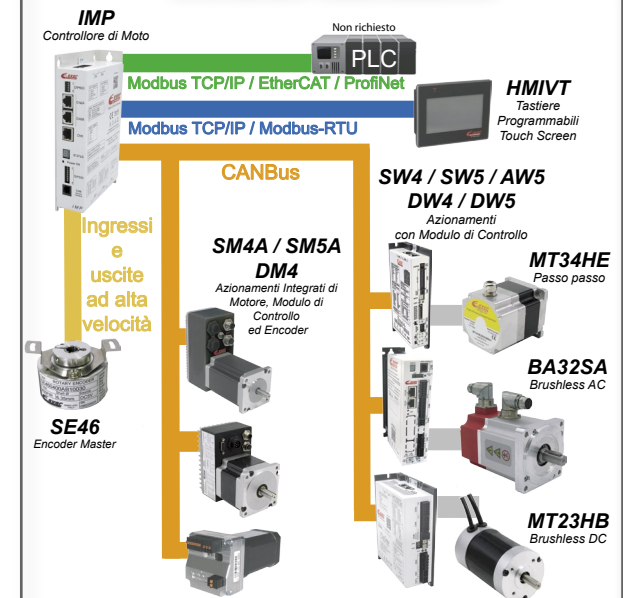 IMP
Controllore di Moto
Non richiesto
PLC
Modbus TCP/IP / EtherCAT / ProfiNet
HMIVT
Tastiere
Programmabili
Touch Screen
Modbus TCP/IP / Modbus-RTU
CANBus
SW4 / SW5 / AW5
DW4 / DW5
Azionamenti
con Modulo di Controllo
Ingressi
e
uscite
ad alta
velocità
SM4A / SM5A
DM4
Azionamenti Integrati di
Motore, Modulo di
Controllo
ed Encoder
MT34HE
Passo passo
BA32SA
Brushless AC
ROTARY ENCODER
SE46
Encoder Master
MT23HB
Brushless DC